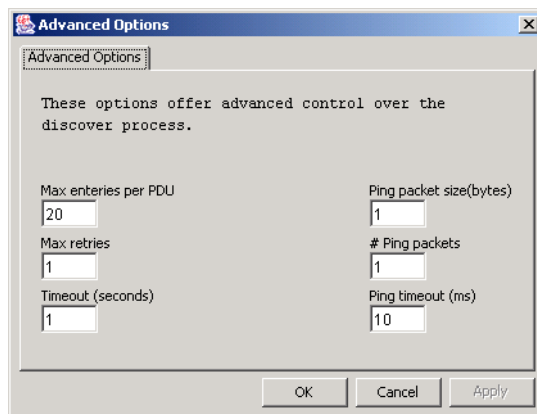 Advanced Options
Advanced Options
These options offer advanced control over the
discover process.
Max enteries per PDU
20
Ping packet size(bytes)
1
Max retries
1
# Ping packets
1
Timeout (seconds)
1
Ping timeout (ms)
10
OK
Cancel
Apply